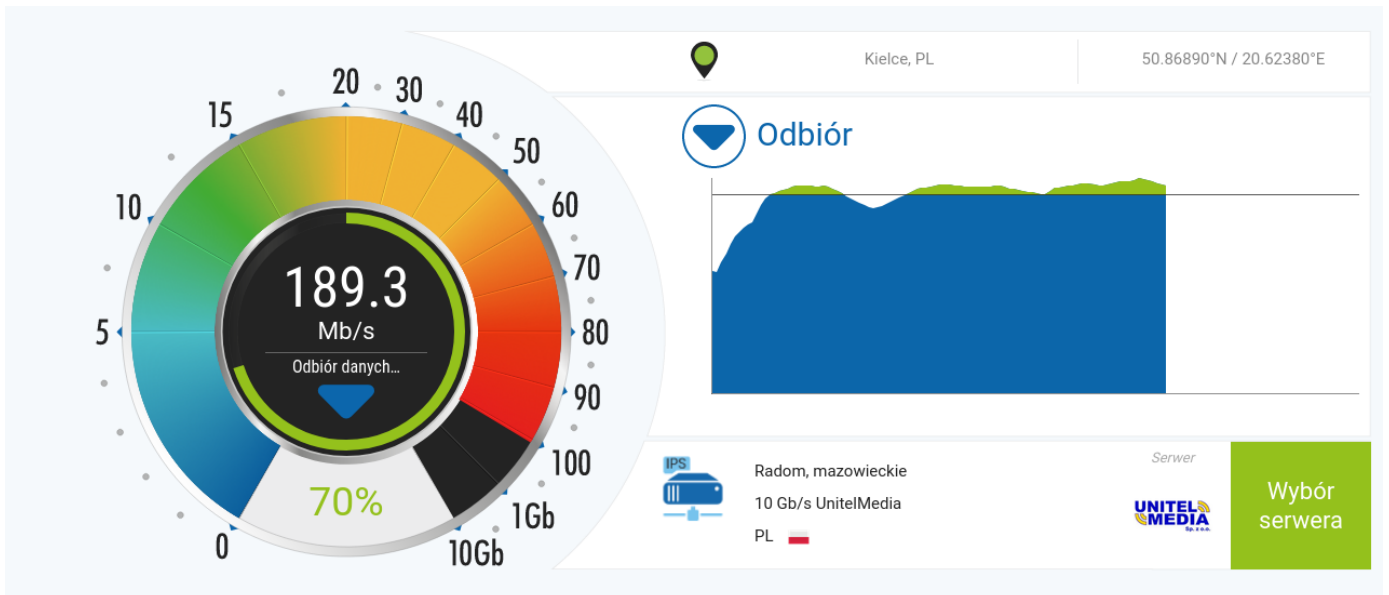 Kielce, PL
50.86890°N / 20.62380°E
Odbiór
0
5
10
15
20
30
40
50
60
70
80
90
100
1Gb
10Gb
189.3
Mb/s
Odbiór danych...
70%
IPS
Radom, mazowieckie
10 Gb/s UnitelMedia
PL
Serwer
UNITEL
MEDIA
Sp. z o.o.
Wybór
serwera